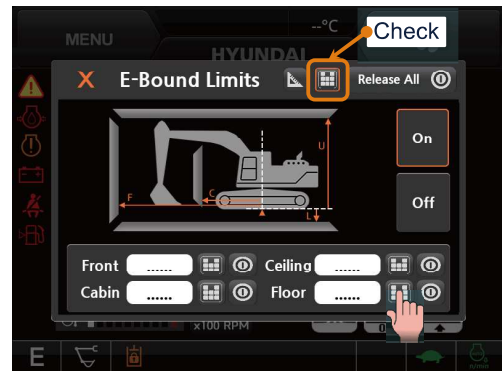 --°C
Check
MENU
HYUNDAI
X E-Bound Limits Release All
U
On
F C
Off
L
Front ...... Ceiling ......
Cabin ...... Floor ......
x100 RPM
E